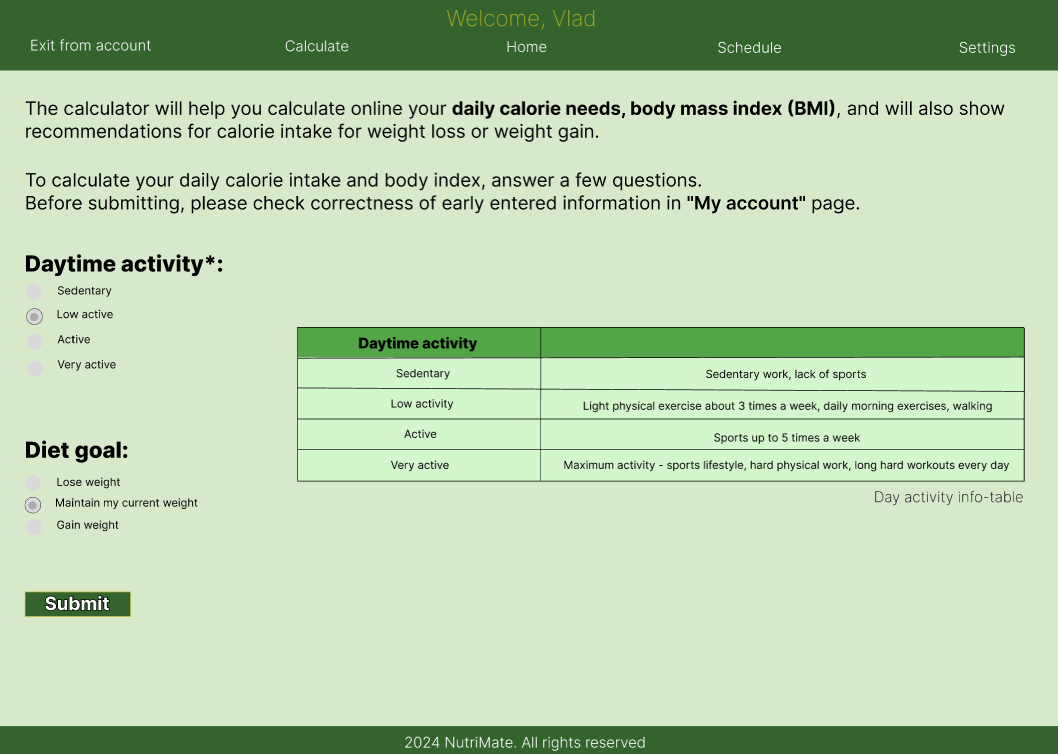 Welcome, Vlad
Exit from account
Calculate
Home
Schedule
Settings
The calculator will help you calculate online your daily calorie needs, body mass index (BMI), and will also show
recommendations for calorie intake for weight loss or weight gain.
To calculate your daily calorie intake and body index, answer a few questions.
Before submitting, please check correctness of early entered information in "My account" page.
Daytime activity*:
Sedentary
Low active
Active
Very active
Daytime activity
Sedentary
Sedentary work, lack of sports
Low activity
Light physical exercise about 3 times a week, daily morning exercises, walking
Active
Sports up to 5 times a week
Very active
Maximum activity - sports lifestyle, hard physical work, long hard workouts every day
Day activity info-table
Diet goal:
Lose weight
Maintain my current weight
Gain weight
Submit
2024 NutriMate. All rights reserved